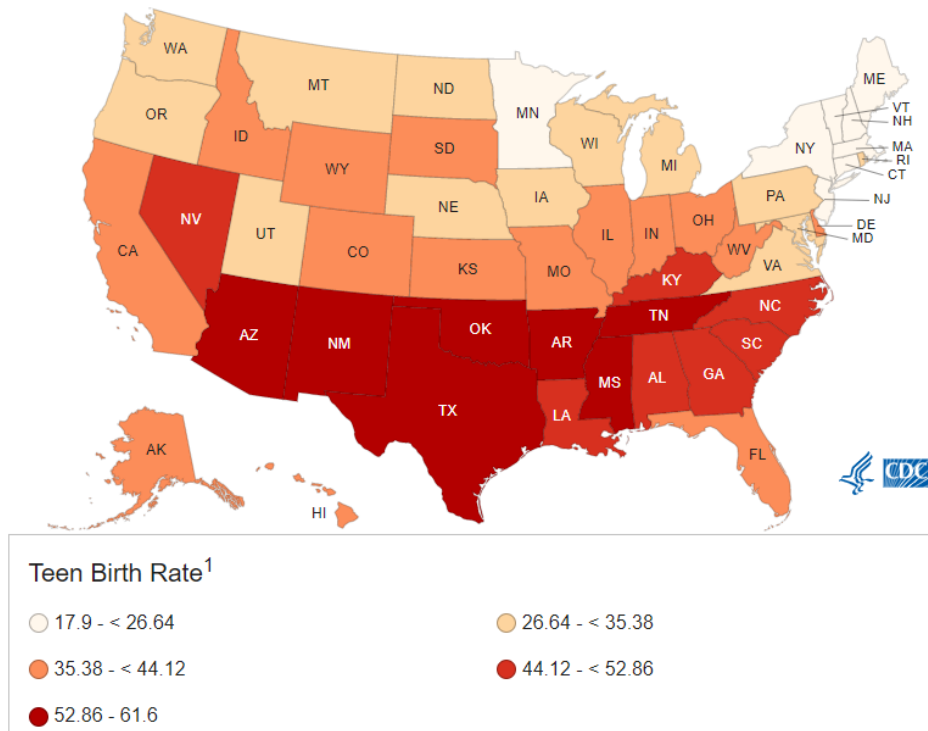 WA
MT
ND
MN
ME
VT
NH
OR
ID
SD
WI
MI
NY
MA
RI
CT
WY
NE
IA
PA
NJ
NV
UT
CO
IL
IN
OH
DE
MD
CA
KS
MO
WV
VA
KY
AZ
NM
OK
AR
TN
NC
SC
TX
MS
AL
GA
LA
AK
FL
HI
CDC
Teen Birth Rate¹
17.9 - < 26.64
26.64 - < 35.38
35.38 - < 44.12
44.12 - < 52.86
52.86 - 61.6